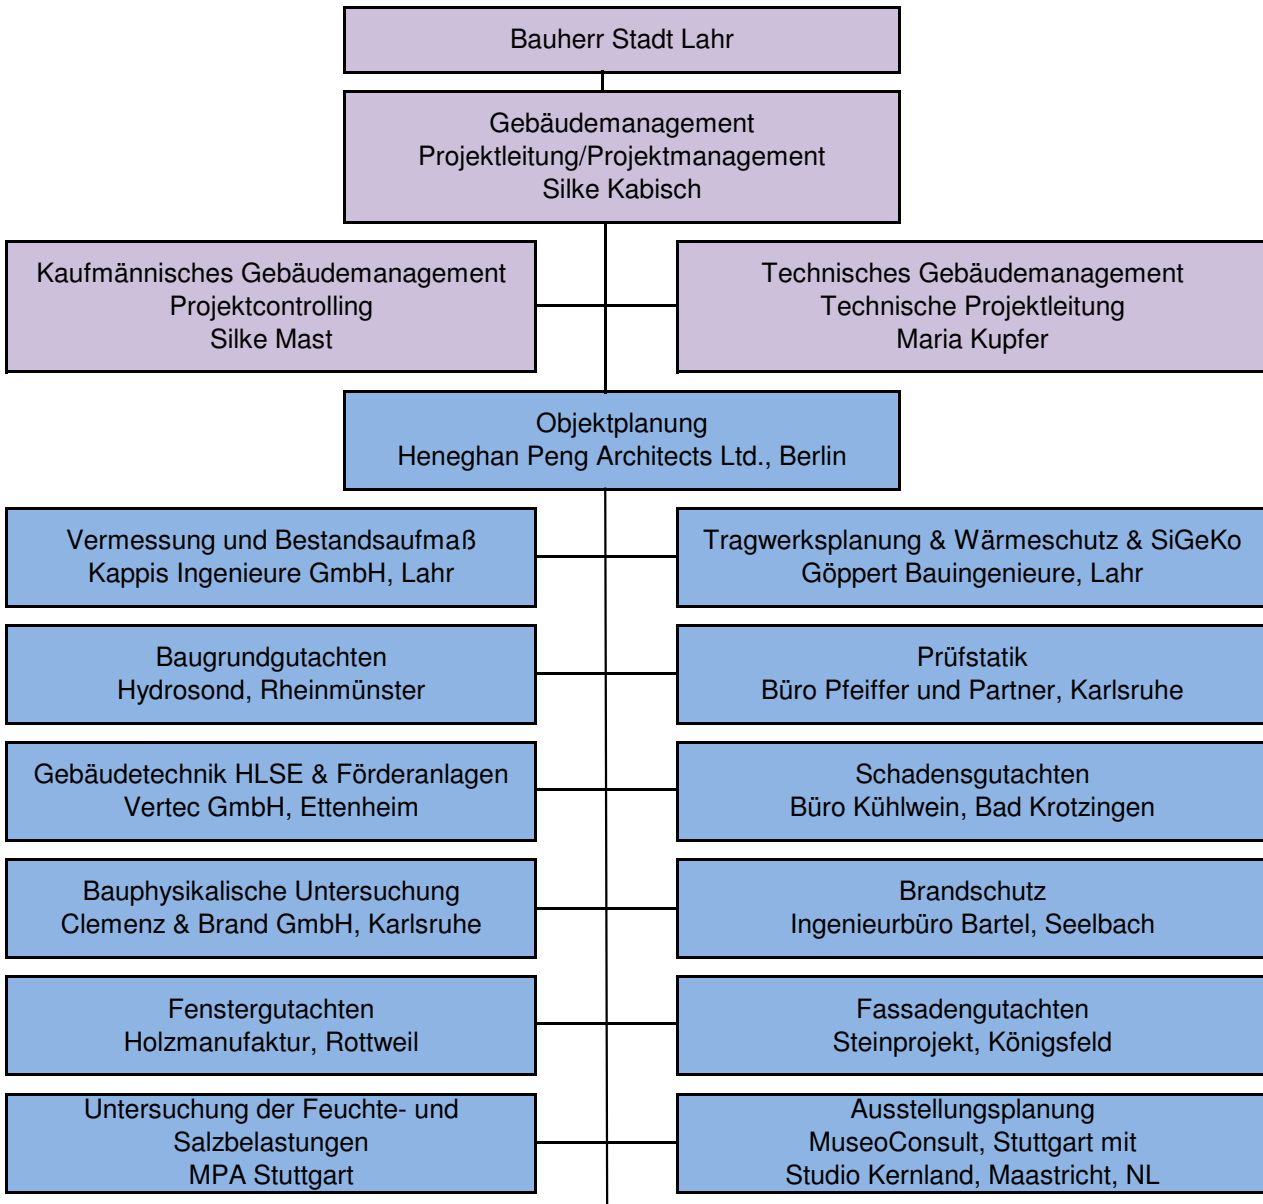 Bauherr Stadt Lahr
Gebäudemanagement
Projektleitung/Projektmanagement
Silke Kabisch
Kaufmännisches Gebäudemanagement
Projektcontrolling
Silke Mast
Technisches Gebäudemanagement
Technische Projektleitung
Maria Kupfer
Objektplanung
Heneghan Peng Architects Ltd., Berlin
Vermessung und Bestandsaufmaß
Kappis Ingenieure GmbH, Lahr
Tragwerksplanung & Wärmeschutz & SiGeKo
Göppert Bauingenieure, Lahr
Baugrundgutachten
Hydrosond, Rheinmünster
Prüfstatik
Büro Pfeiffer und Partner, Karlsruhe
Gebäudetechnik HLSE & Förderanlagen
Vertec GmbH, Ettenheim
Schadensgutachten
Büro Kühlwein, Bad Krotzingen
Bauphysikalische Untersuchung
Clemenz & Brand GmbH, Karlsruhe
Brandschutz
Ingenieurbüro Bartel, Seelbach
Fenstergutachten
Holzmanufaktur, Rottweil
Fassadengutachten
Steinprojekt, Königsfeld
Untersuchung der Feuchte- und
Salzbelastungen
MPA Stuttgart
Ausstellungsplanung
MuseoConsult, Stuttgart mit
Studio Kernland, Maastricht, NL